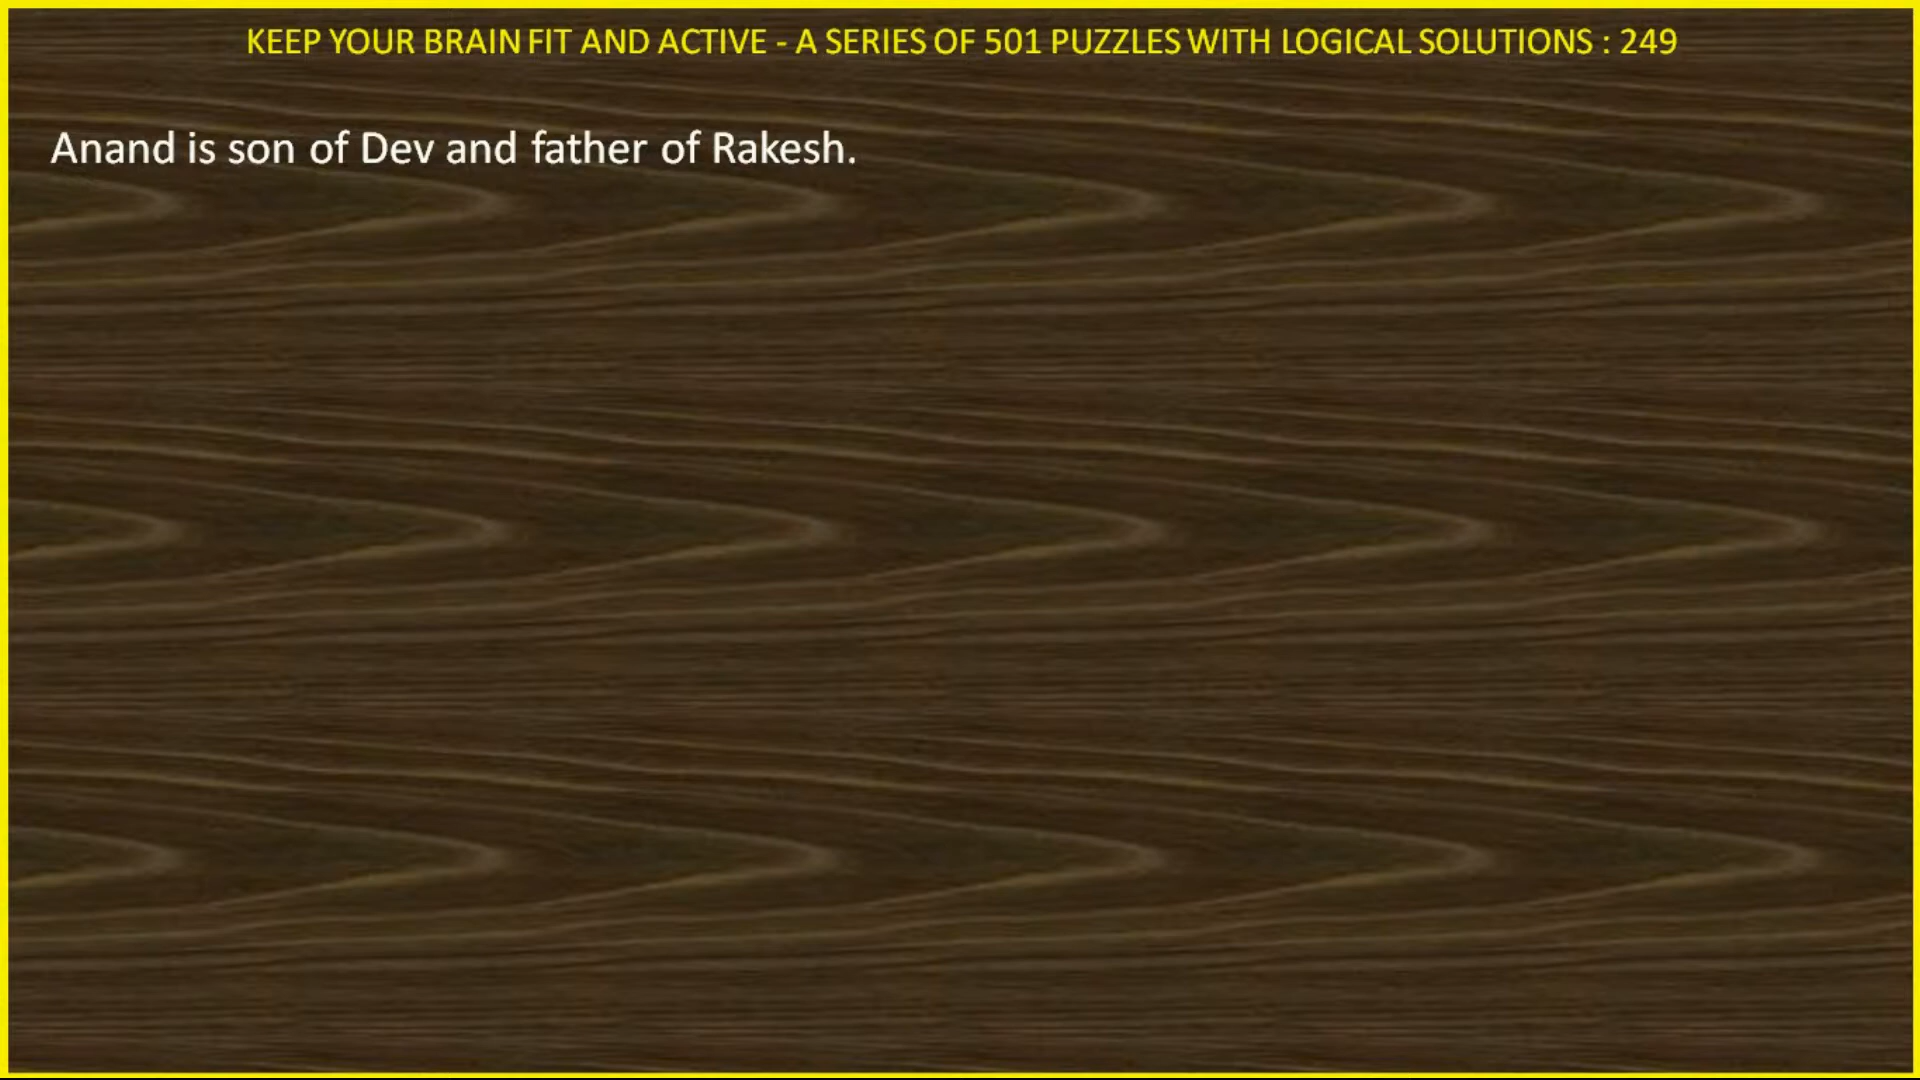 KEEP YOUR BRAIN FIT AND ACTIVE - A SERIES OF 501 PUZZLES WITH LOGICAL SOLUTIONS : 249
Anand is son of Dev and father of Rakesh.